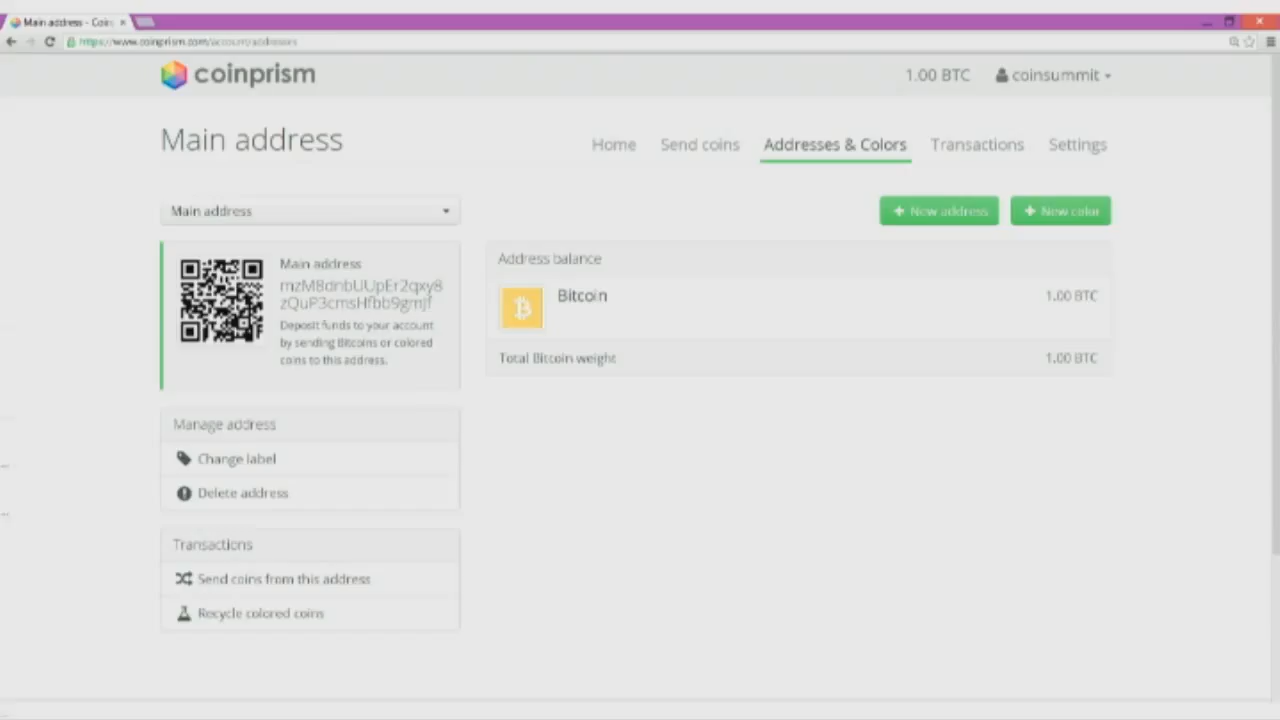 Main address - Coin
https://www.coinprism.com/account/addresses
coinprism
1.00 BTC
coinsummit
Main address
Home
Send coins
Addresses & Colors
Transactions
Settings
Main address
New address
New color
Main address
mzM8dnbUUpEr2qxy8
zQuP3cmsHfbb9gmJf
Deposit funds to your account
by sending Bitcoins or colored
coins to this address.
Address balance
Bitcoin
1.00 BTC
Total Bitcoin weight
1.00 BTC
Manage address
Change label
Delete address
Transactions
Send coins from this address
Recycle colored coins